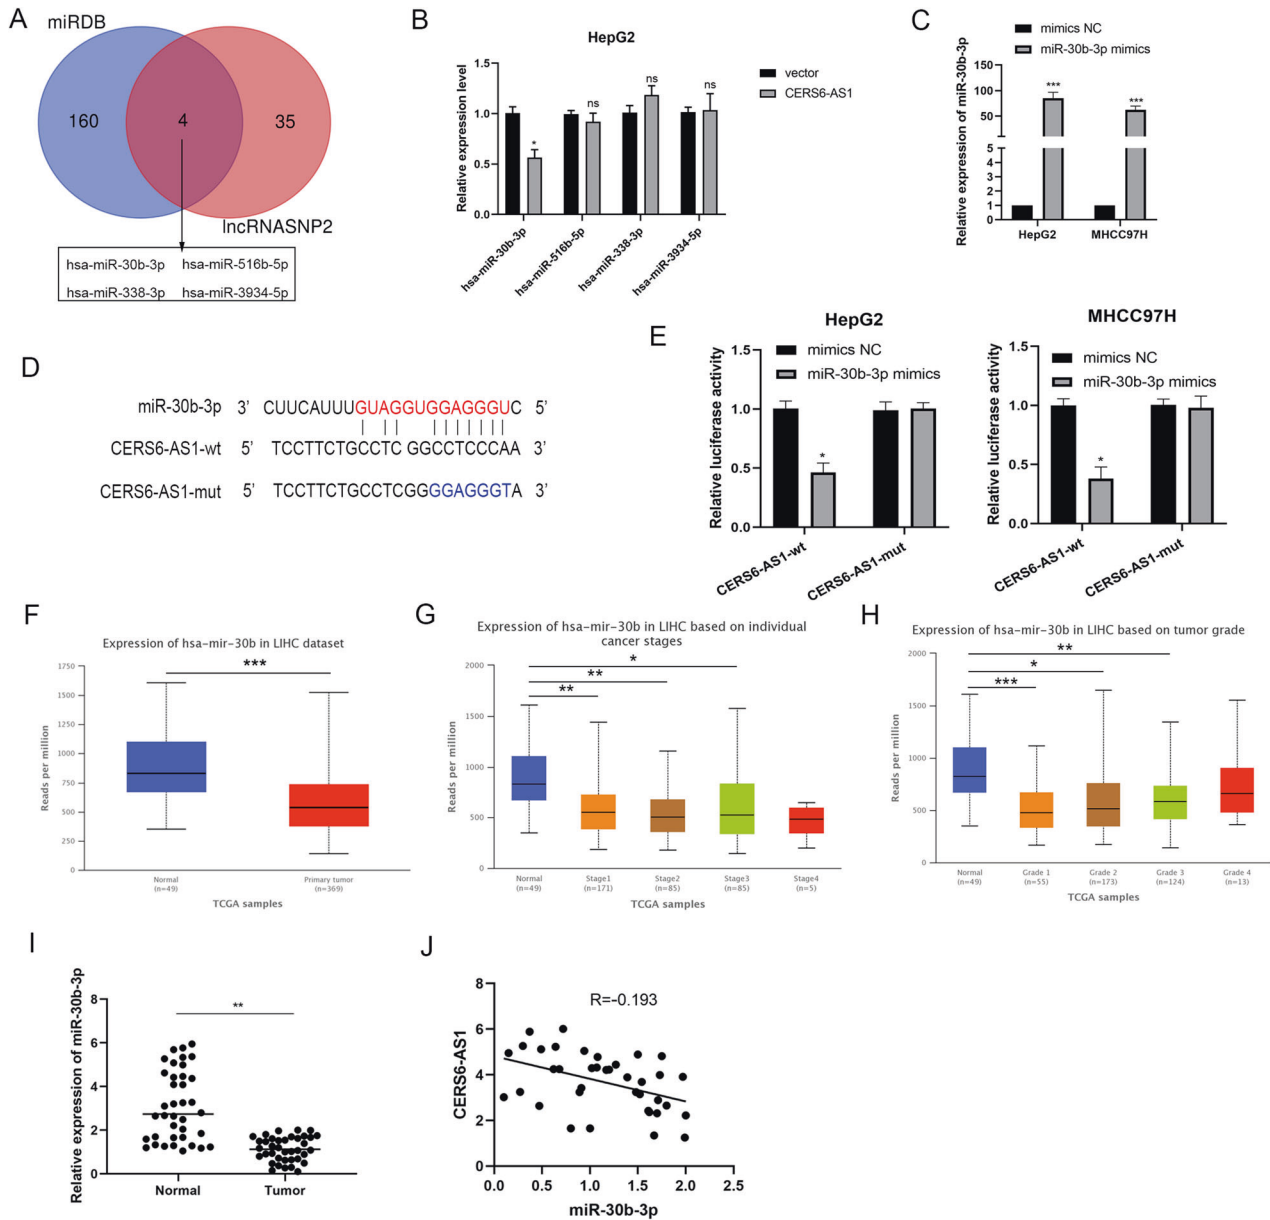 A
miRDB
160
4
35
lncRNASNP2
hsa-miR-30b-3p hsa-miR-516b-5p
hsa-miR-338-3p hsa-miR-3934-5p
B
HepG2
Relative expression level
1.5
1.0
0.5
0.0
* ns ns ns
vector
CERS6-AS1
hsa-miR-30b-3p
hsa-miR-516b-5p
hsa-miR-338-3p
hsa-miR-3934-5p
C
mimics NC
miR-30b-3p mimics
Relative expression of miR-30b-3p
150
100
50
5
4
3
2
1
0
*** ***
HepG2 MHCC97H
D
miR-30b-3p 3' CUUCAUUUGUAGGUGGAGGGUC 5'
CERS6-AS1-wt 5' TCCTTCTGCCTC GGCCTCCCAA 3'
CERS6-AS1-mut 5' TCCTTCTGCCTCGGGGAGGGTA 3'
E
HepG2
mimics NC
miR-30b-3p mimics
Relative luciferase activity
1.5
1.0
0.5
0.0
*
CERS6-AS1-wt
CERS6-AS1-mut
MHCC97H
mimics NC
miR-30b-3p mimics
Relative luciferase activity
1.5
1.0
0.5
0.0
*
CERS6-AS1-wt
CERS6-AS1-mut
F
Expression of hsa-mir-30b in LIHC dataset
***
Reads per million
1750
1500
1250
1000
750
500
250
0
Normal Primary tumor
(n=49) (n=369)
TCGA samples
G
Expression of hsa-mir-30b in LIHC based on individual
cancer stages
*
**
**
Reads per million
2000
1500
1000
500
0
Normal Stage1 Stage2 Stage3 Stage4
(n=49) (n=171) (n=85) (n=85) (n=5)
TCGA samples
H
Expression of hsa-mir-30b in LIHC based on tumor grade
**
*
***
Reads per million
2000
1500
1000
500
0
Normal Grade 1 Grade 2 Grade 3 Grade 4
(n=49) (n=55) (n=173) (n=124) (n=13)
TCGA samples
I
Relative expression of miR-30b-3p
8
6
4
2
0
**
Normal Tumor
J
R=-0.193
CERS6-AS1
8
6
4
2
0
0.0 0.5 1.0 1.5 2.0 2.5
miR-30b-3p